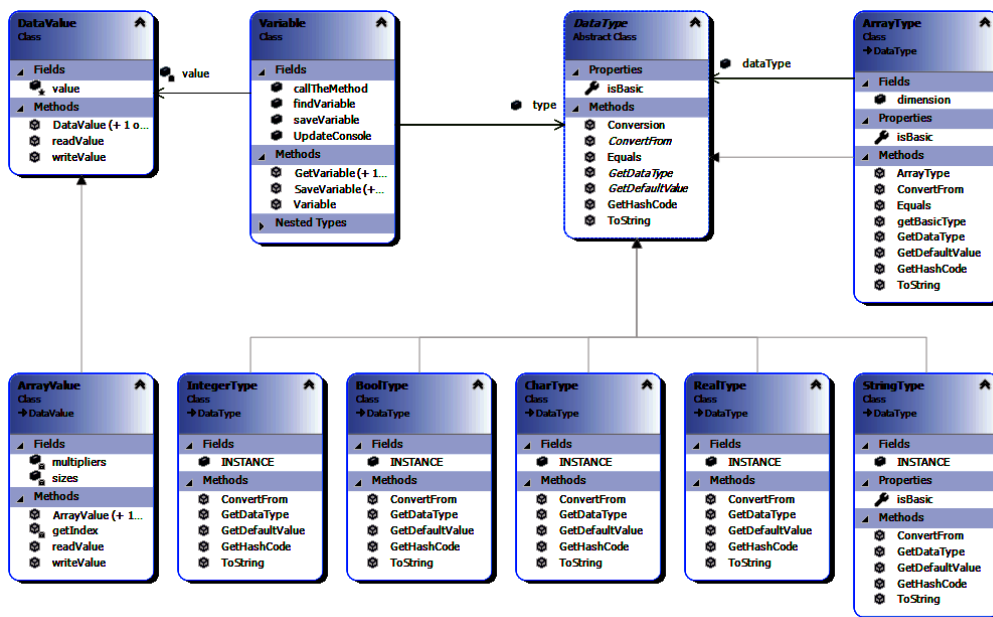 DataValue
Class
Fields
value
Methods
DataValue (+ 1 o...
readValue
writeValue
value
Variable
Class
Fields
callTheMethod
findVariable
saveVariable
UpdateConsole
Methods
GetVariable (+ 1...
SaveVariable (+...
Variable
Nested Types
type
DataType
Abstract Class
Properties
isBasic
Methods
Conversion
ConvertFrom
Equals
GetDataType
GetDefaultValue
GetHashCode
ToString
dataType
ArrayType
Class
DataType
Fields
dimension
Properties
isBasic
Methods
ArrayType
ConvertFrom
Equals
getBasicType
GetDataType
GetDefaultValue
GetHashCode
ToString
ArrayValue
Class
DataValue
Fields
multipliers
sizes
Methods
ArrayValue (+ 1...
getIndex
readValue
writeValue
IntegerType
Class
DataType
Fields
INSTANCE
Methods
ConvertFrom
GetDataType
GetDefaultValue
GetHashCode
ToString
BoolType
Class
DataType
Fields
INSTANCE
Methods
ConvertFrom
GetDataType
GetDefaultValue
GetHashCode
ToString
CharType
Class
DataType
Fields
INSTANCE
Methods
ConvertFrom
GetDataType
GetDefaultValue
GetHashCode
ToString
RealType
Class
DataType
Fields
INSTANCE
Methods
ConvertFrom
GetDataType
GetDefaultValue
GetHashCode
ToString
StringType
Class
DataType
Fields
INSTANCE
Properties
isBasic
Methods
ConvertFrom
GetDataType
GetDefaultValue
GetHashCode
ToString